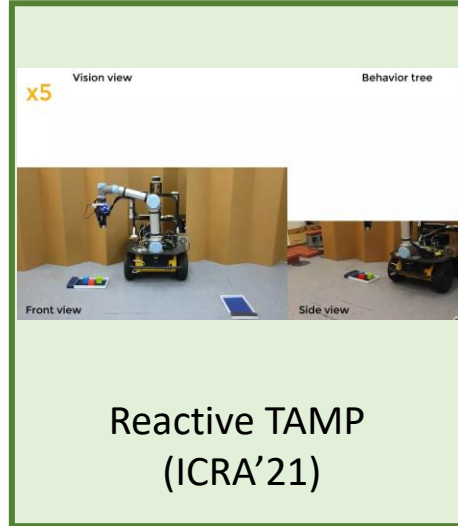 Vision view
Behavior tree
x5
Front view
Side view
Reactive TAMP
(ICRA’21)